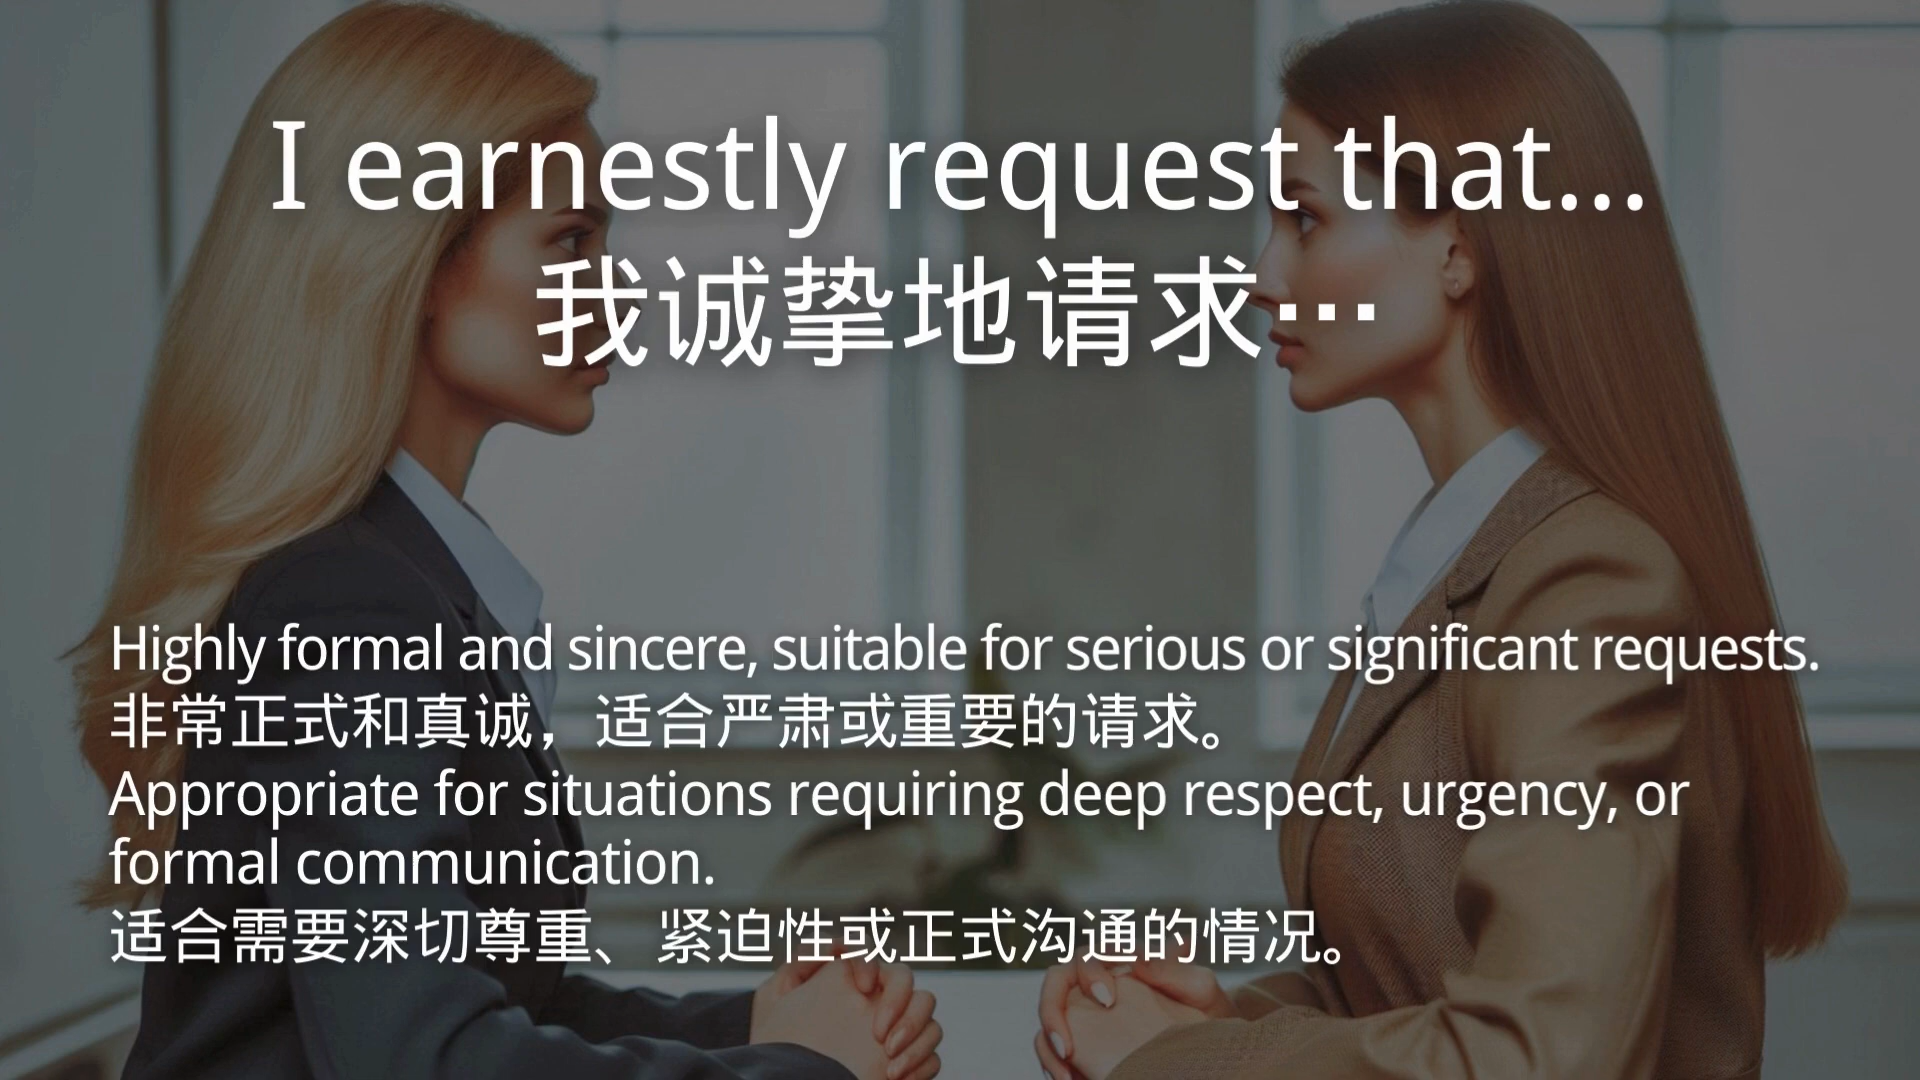 I earnestly request that...
我诚挚地请求…
Highly formal and sincere, suitable for serious or significant requests.
非常正式和真诚，适合严肃或重要的请求。
Appropriate for situations requiring deep respect, urgency, or
formal communication.
适合需要深切尊重、紧迫性或正式沟通的情况。